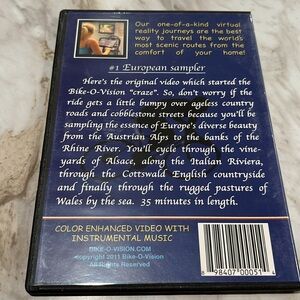 Our one-of-a-kind virtual
reality journeys are the best
way to travel the world's
most scenic routes from the
comfort of your home!
#1 European sampler
Here's the original video which started the
Bike-O-Vision "craze". So, don't worry if the
ride gets a little bumpy over ageless country
roads and cobblestone streets because you'll be
sampling the essence of Europe's diverse beauty
from the Austrian Alps to the banks of the
Rhine River. You'll cycle through the vine-
yards of Alsace, along the Italian Riviera,
through the Cottswald English countryside
and finally through the rugged pastures of
Wales by the sea. 35 minutes in length.
COLOR ENHANCED VIDEO WITH
INSTRUMENTAL MUSIC
BIKE-O-VISION.COM
copyright 2011 Bike-O-Vision
All Rights Reserved
6 98407 00051 4